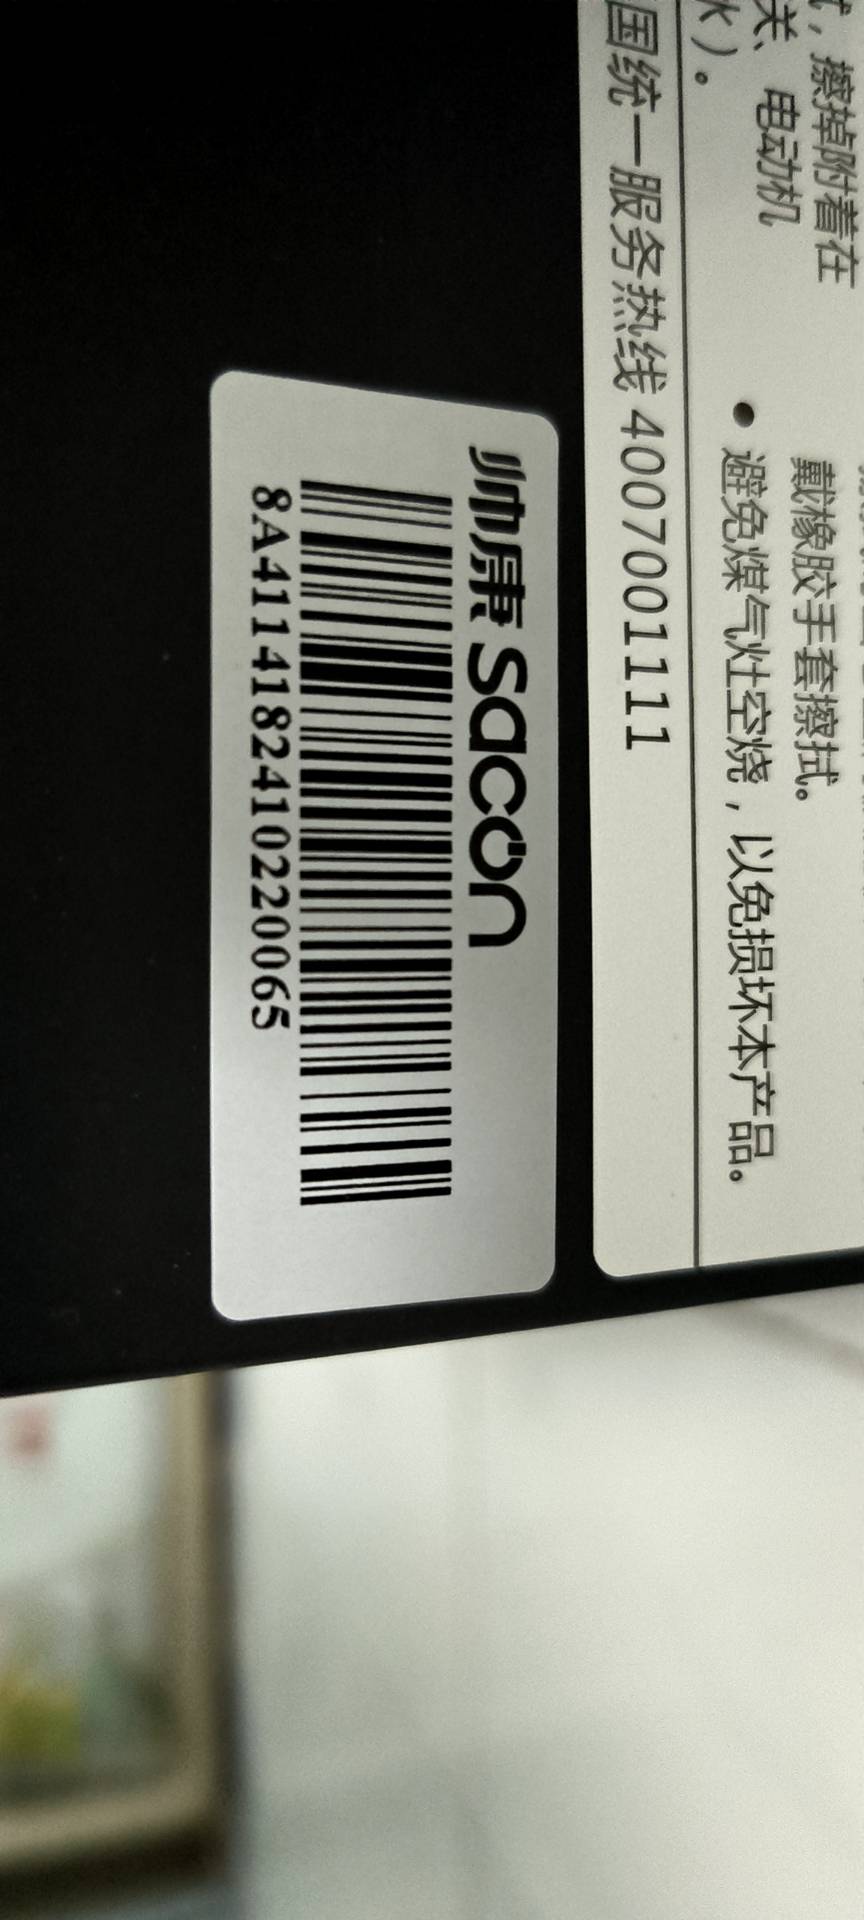 ，擦掉附着在
关、电动机
水）。
戴橡胶手套擦拭。
● 避免煤气灶空烧，以免损坏本产品。
国统一服务热线 4007001111
帅康 Sacon
8A4114182410220065